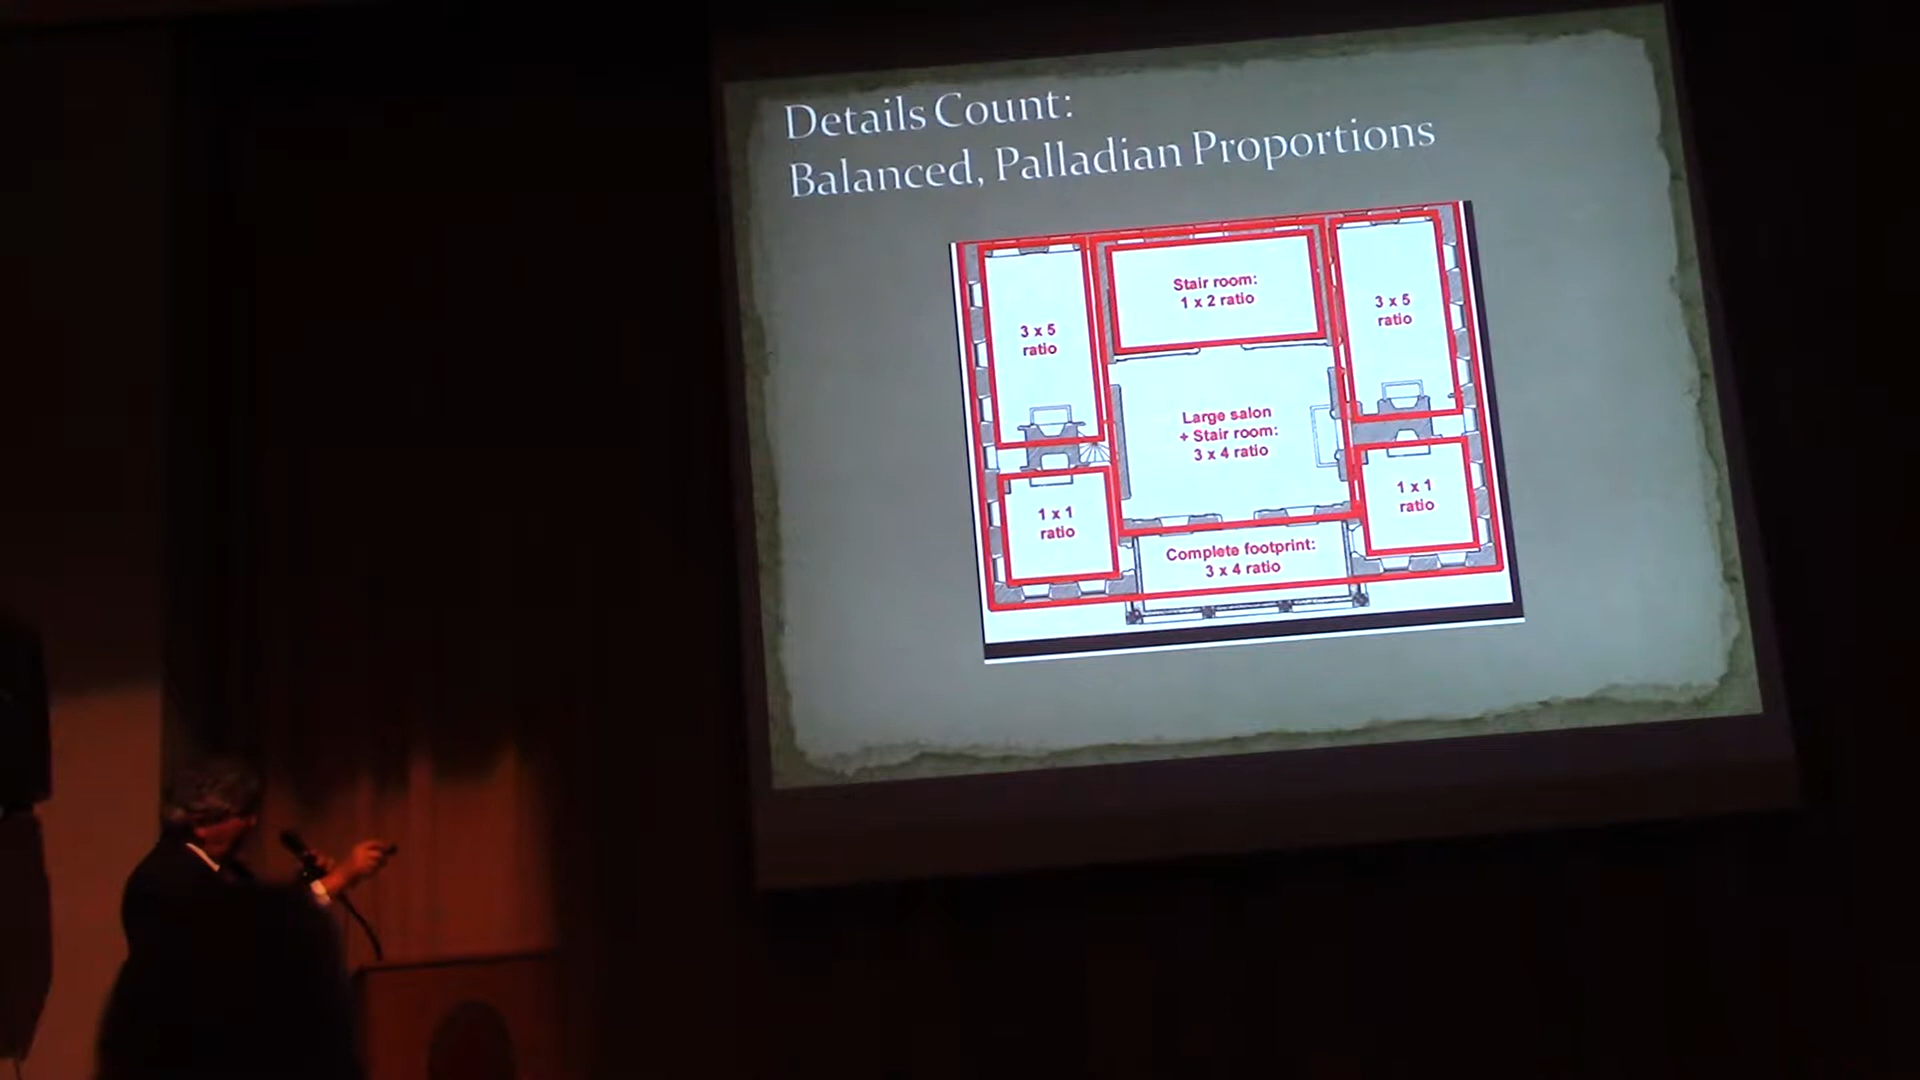 Details Count:
Balanced, Palladian Proportions
3 x 5
ratio
Stair room:
1 x 2 ratio
3 x 5
ratio
Large salon
+ Stair room:
3 x 4 ratio
1 x 1
ratio
1 x 1
ratio
Complete footprint:
3 x 4 ratio